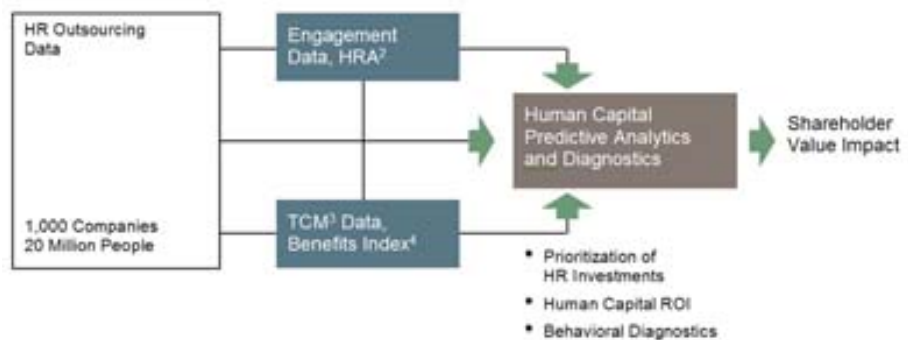 HR Outsourcing
Data
1,000 Companies
20 Million People
Engagement
Data, HRA²
TCM³ Data,
Benefits Index⁴
Human Capital
Predictive Analytics
and Diagnostics
Shareholder
Value Impact
• Prioritization of
HR Investments
• Human Capital ROI
• Behavioral Diagnostics